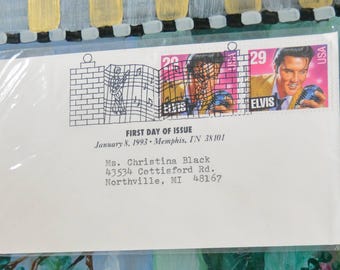 29 29 USA
ELVIS ELVIS
FIRST DAY OF ISSUE
January 8, 1993 • Memphis, TN 38101
Ms. Christina Black
43534 Cottisford Rd.
Northville, MI 48167